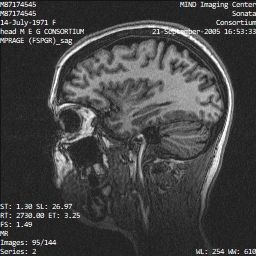 M87174545
M87174545
14-July-1971 F
head M E G CONSORTIUM
MPRAGE (FSPGR)_sag
MIND Imaging Center
Sonata
Consortium
21-September-2005 16:53:33
ST: 1.30 SL: 26.97
RT: 2730.00 ET: 3.25
FS: 1.49
MR
Images: 95/144
Series: 2
WL: 254 WW: 610